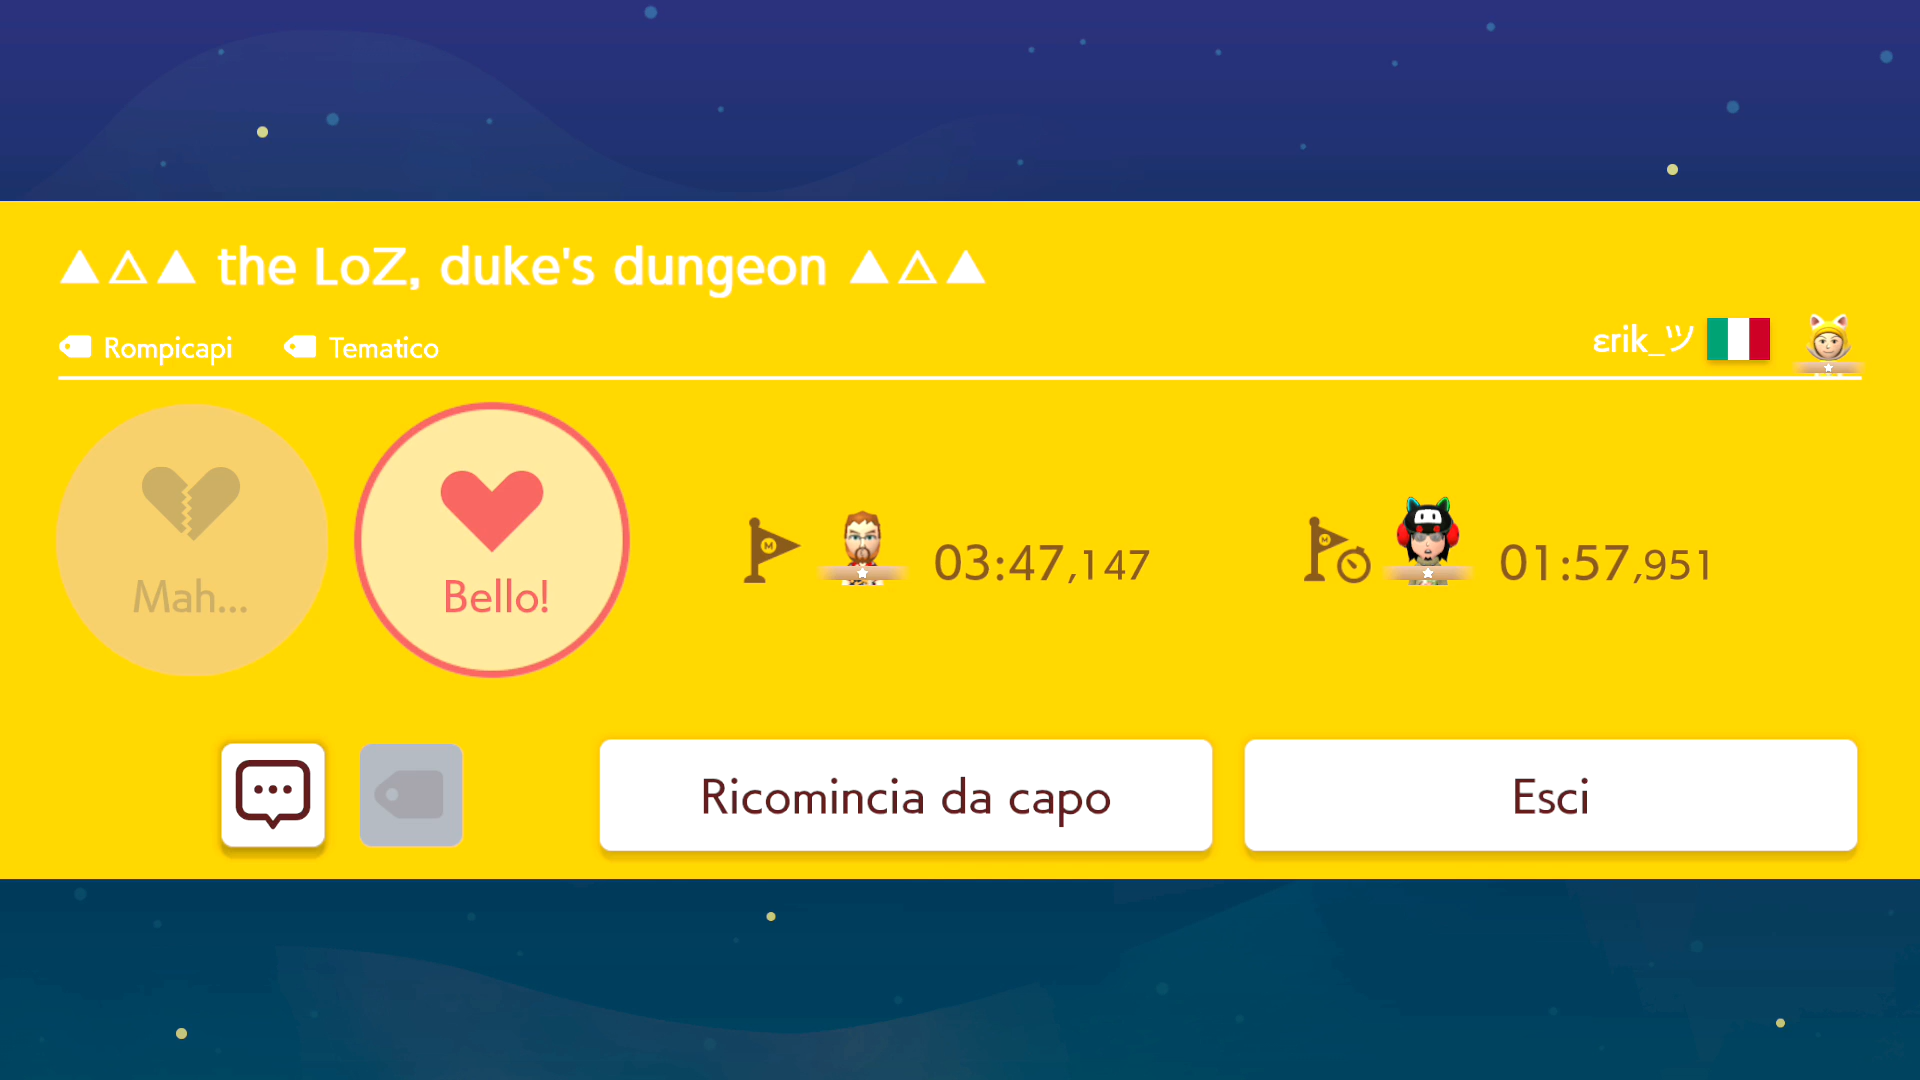 ▲△▲ the LoZ, duke's dungeon ▲△▲
Rompicapi Tematico
εrik_ツ
Mah...
Bello!
M 03:47,147
M 01:57,951
Ricomincia da capo
Esci